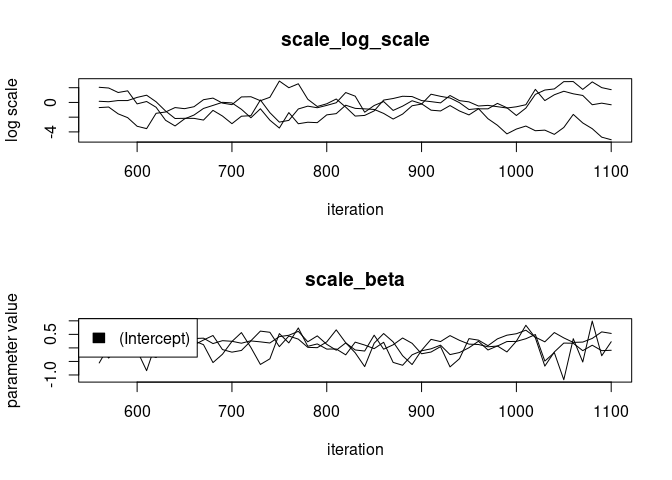 scale_log_scale
log scale
0
-4
600 700 800 900 1000 1100
iteration
scale_beta
parameter value
0.5
-1.0
(Intercept)
600 700 800 900 1000 1100
iteration